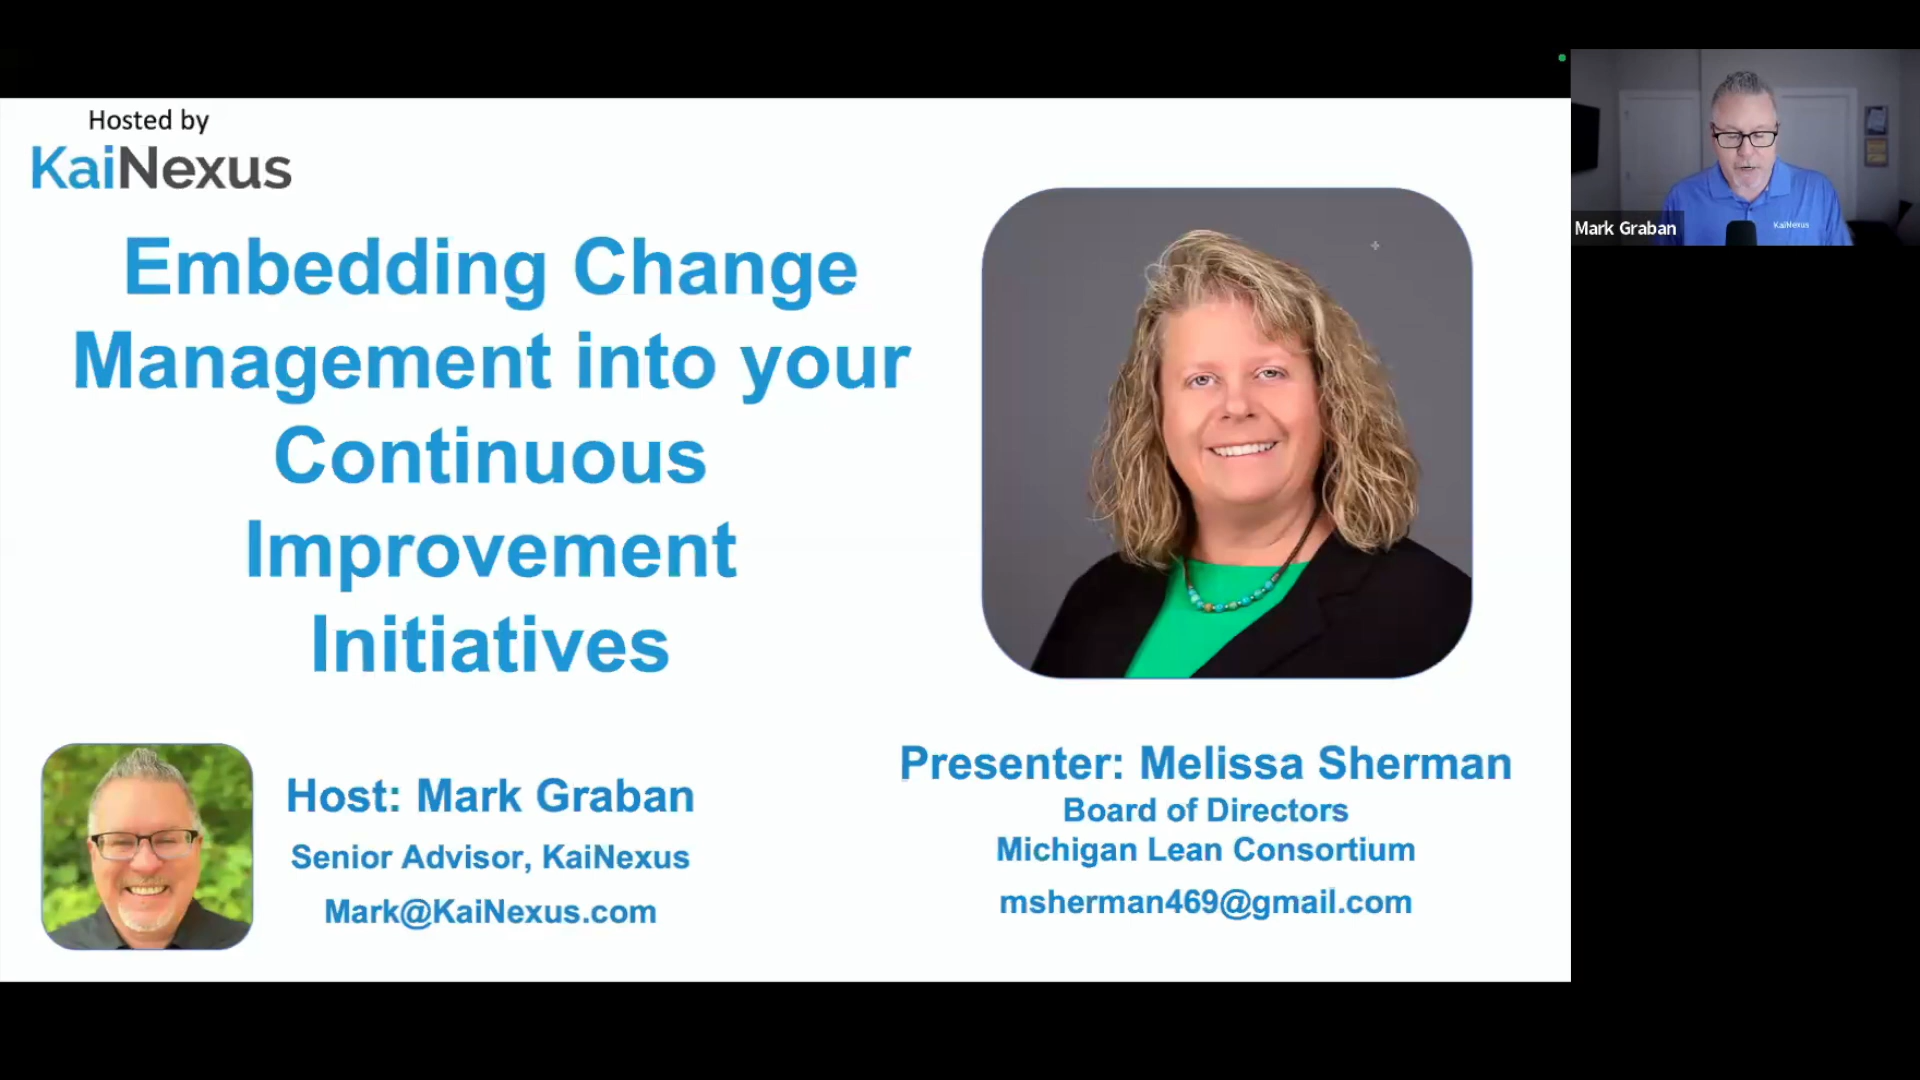 Hosted by
KaiNexus
Embedding Change
Management into your
Continuous
Improvement
Initiatives
Host: Mark Graban
Senior Advisor, KaiNexus
Mark@KaiNexus.com
Presenter: Melissa Sherman
Board of Directors
Michigan Lean Consortium
msherman469@gmail.com
Mark Graban
KaiNexus